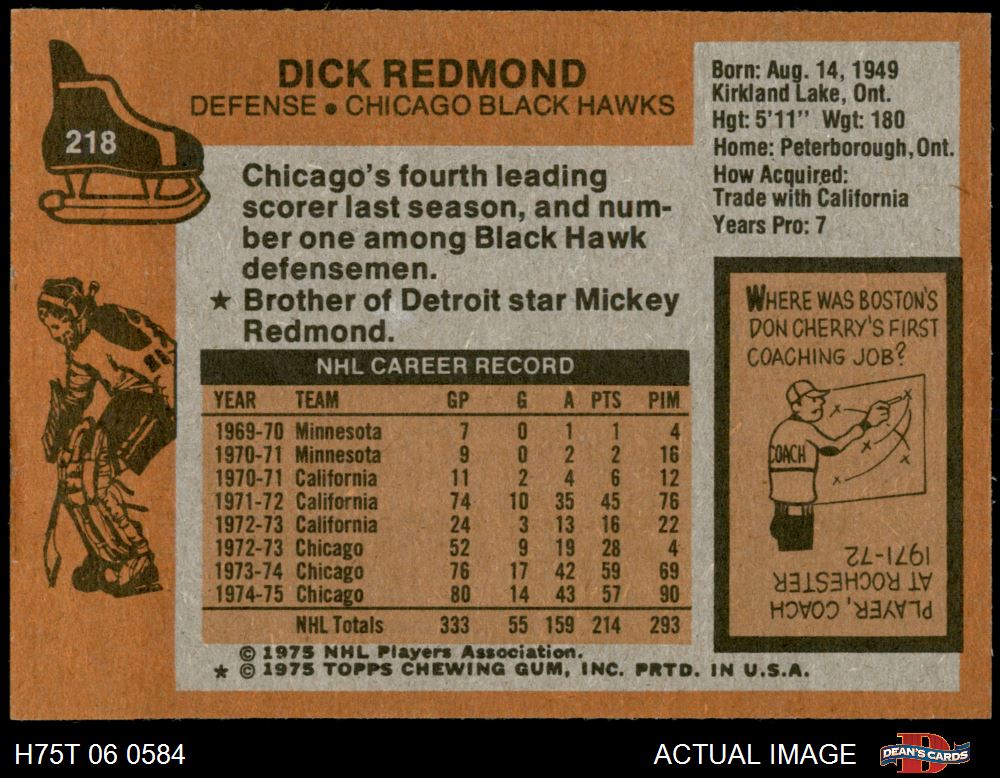 218
DICK REDMOND
DEFENSE • CHICAGO BLACK HAWKS
Born: Aug. 14, 1949
Kirkland Lake, Ont.
Hgt: 5'11" Wgt: 180
Home: Peterborough, Ont.
How Acquired:
Trade with California
Years Pro: 7
Chicago's fourth leading
scorer last season, and num-
ber one among Black Hawk
defensemen.
★ Brother of Detroit star Mickey
Redmond.
NHL CAREER RECORD
YEAR TEAM GP G A PTS PIM
1969-70 Minnesota 7 0 1 1 4
1970-71 Minnesota 9 0 2 2 16
1970-71 California 11 2 4 6 12
1971-72 California 74 10 35 45 76
1972-73 California 24 3 13 16 22
1972-73 Chicago 52 9 19 28 4
1973-74 Chicago 76 17 42 59 69
1974-75 Chicago 80 14 43 57 90
NHL Totals 333 55 159 214 293
© 1975 NHL Players Association.
★ © 1975 TOPPS CHEWING GUM, INC. PRTD. IN U.S.A.
WHERE WAS BOSTON'S
DON CHERRY'S FIRST
COACHING JOB?
COACH
PLAYER, COACH
AT ROCHESTER
1971-72
H75T 06 0584
ACTUAL IMAGE
D
DEAN'S CARDS